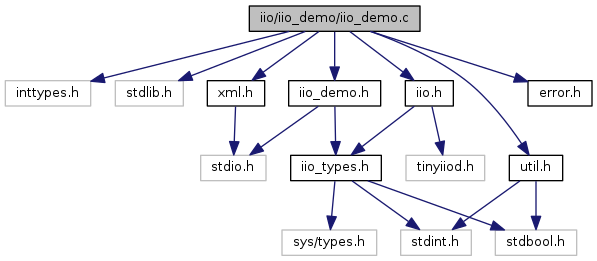 iio/iio_demo/iio_demo.c
inttypes.h
stdlib.h
xml.h
iio_demo.h
iio.h
error.h
stdio.h
iio_types.h
tinyiiod.h
util.h
sys/types.h
stdint.h
stdbool.h